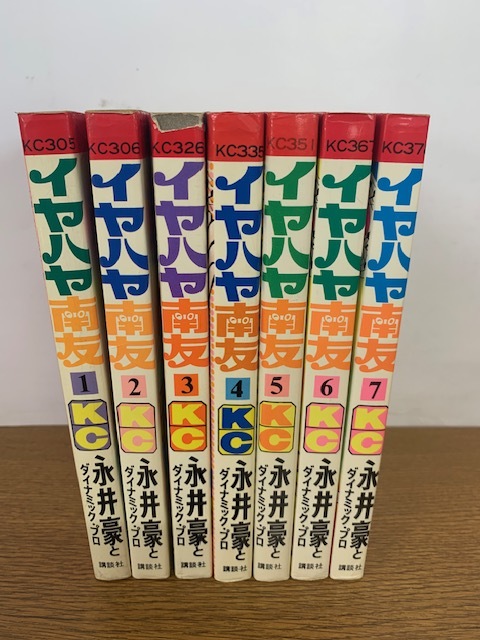 KC305
イヤハヤ南友
1
KC
永井豪と
ダイナミック・プロ
講談社
KC306
イヤハヤ南友
2
KC
永井豪と
ダイナミック・プロ
講談社
KC326
イヤハヤ南友
3
KC
永井豪と
ダイナミック・プロ
講談社
KC335
イヤハヤ南友
4
KC
永井豪と
ダイナミック・プロ
講談社
KC351
イヤハヤ南友
5
KC
永井豪と
ダイナミック・プロ
講談社
KC367
イヤハヤ南友
6
KC
永井豪と
ダイナミック・プロ
講談社
KC37
イヤハヤ南友
7
KC
永井豪と
ダイナミック・プロ
講談社